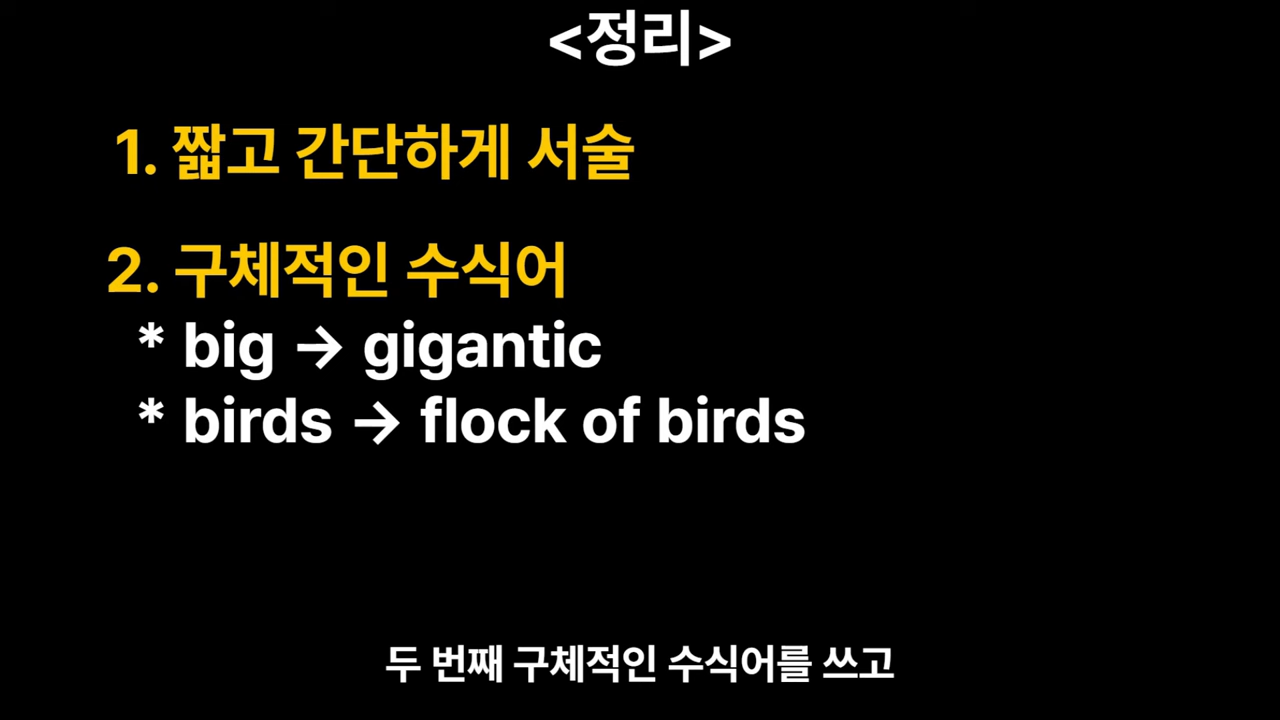 <정리>
1. 짧고 간단하게 서술
2. 구체적인 수식어
* big → gigantic
* birds → flock of birds
두 번째 구체적인 수식어를 쓰고